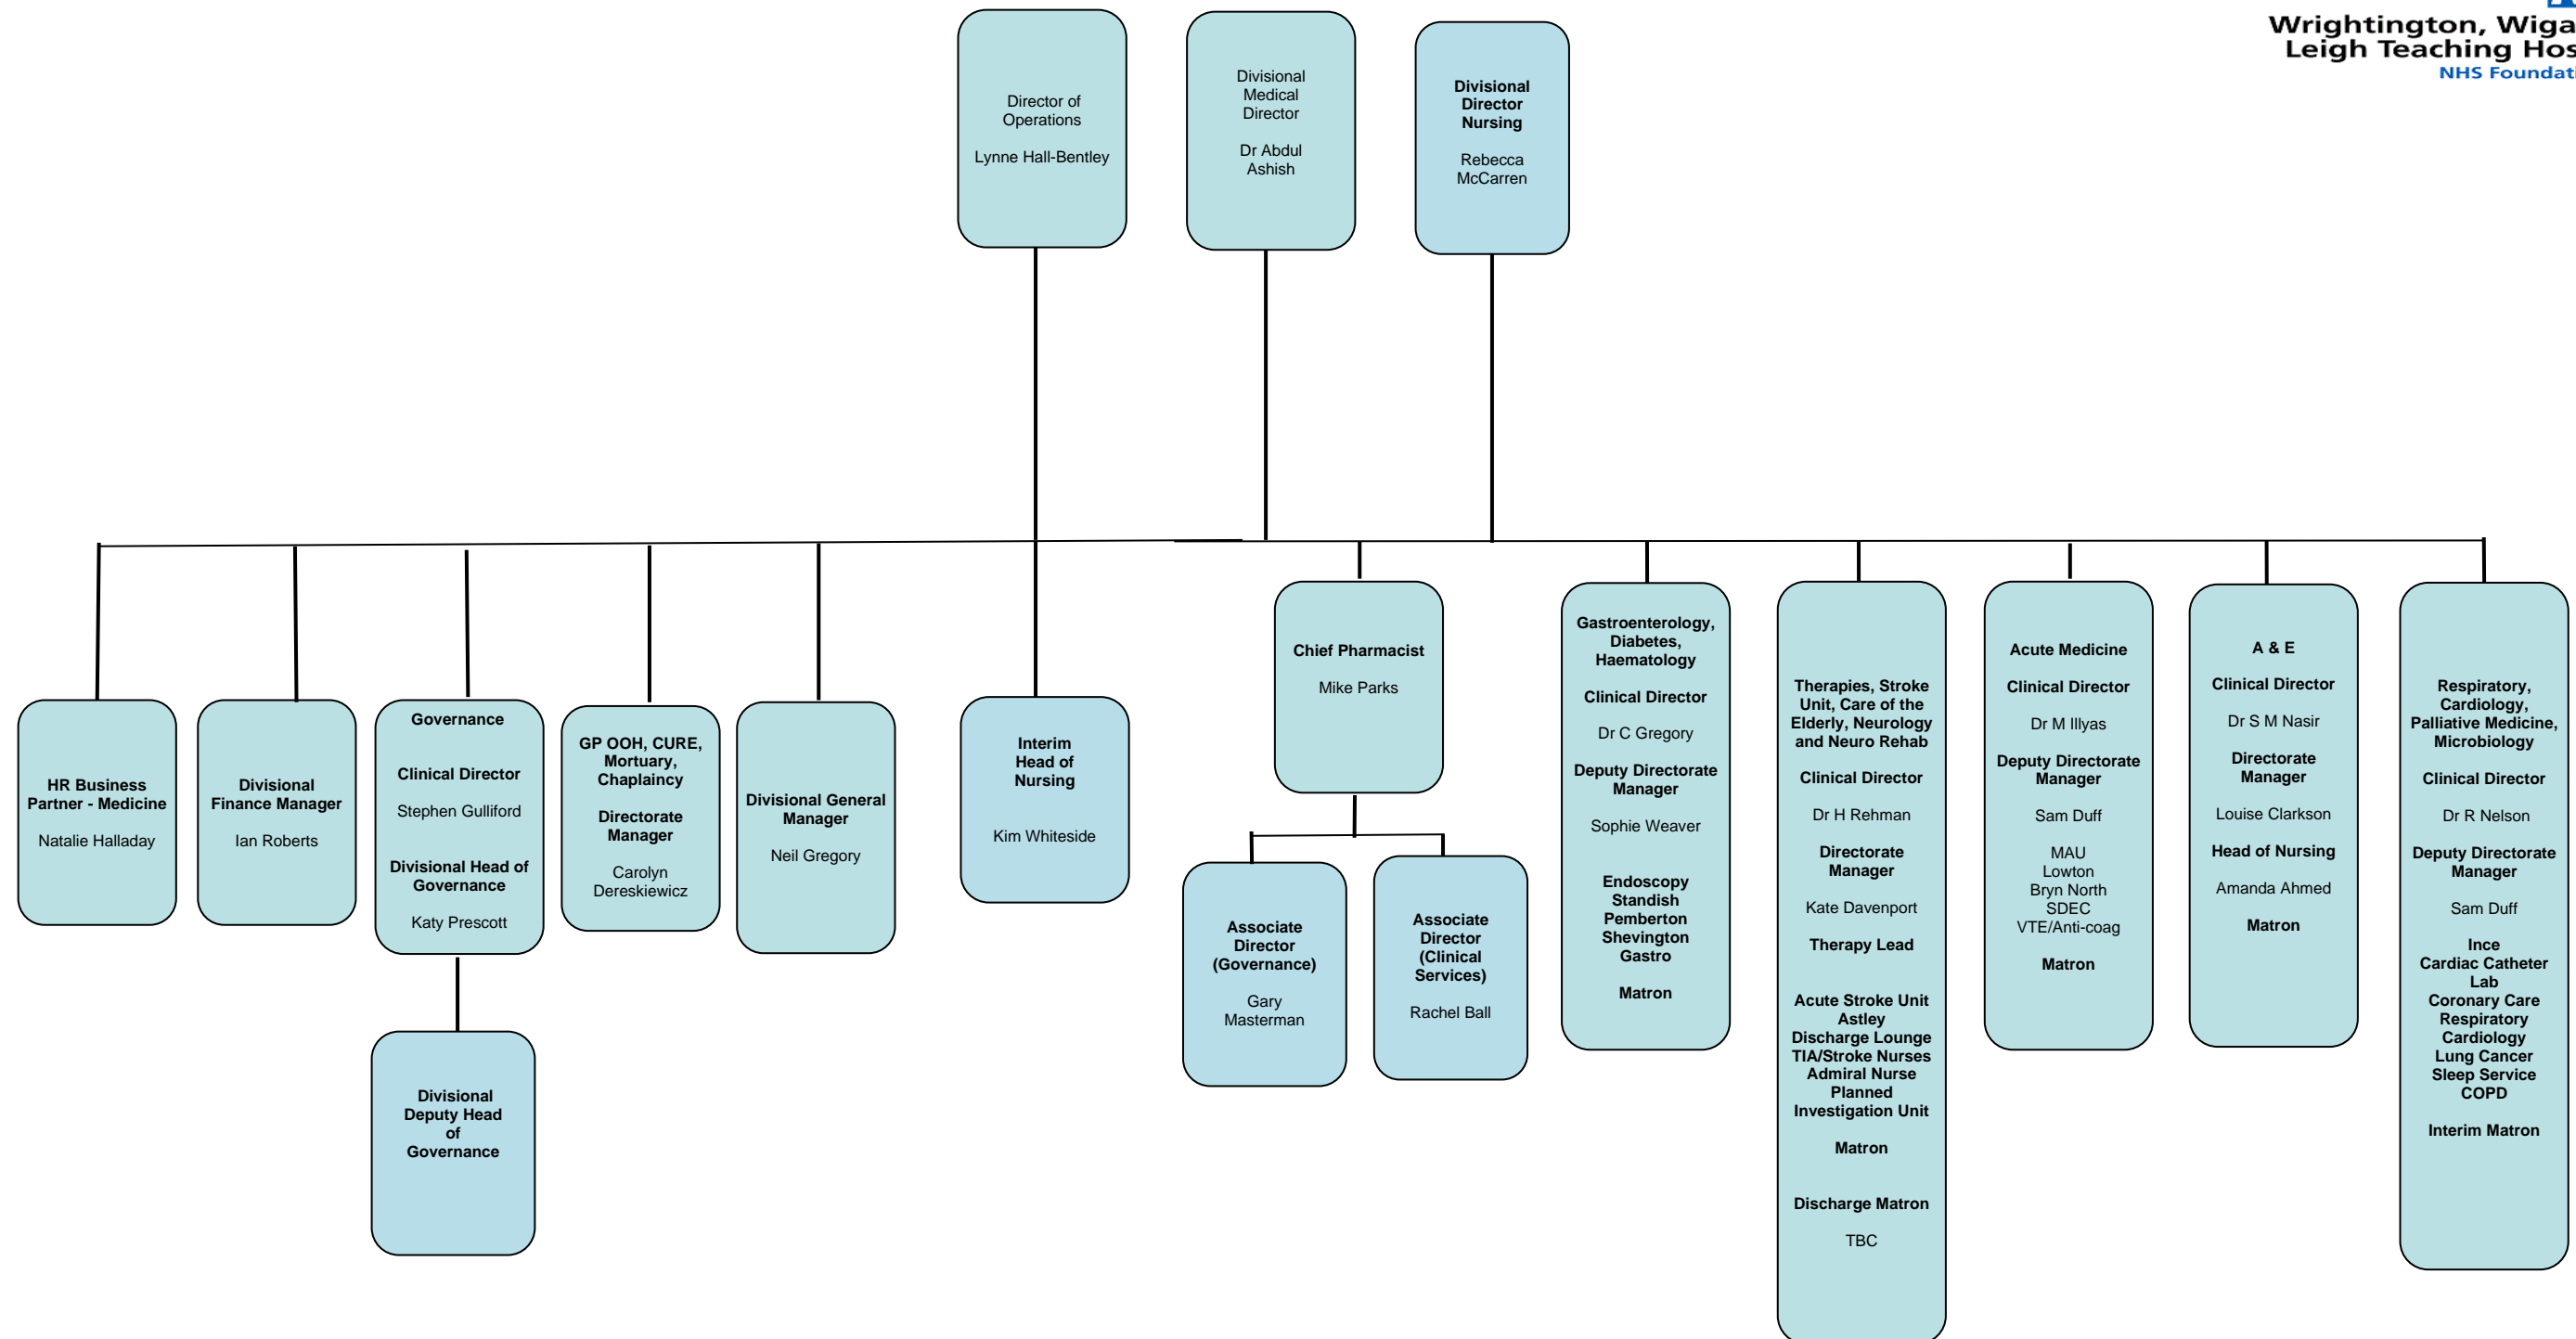 Wrightington, Wiga
Leigh Teaching Hos
NHS Foundat
Director of
Operations
Lynne Hall-Bentley
Divisional
Medical
Director
Dr Abdul
Ashish
Divisional
Director
Nursing
Rebecca
McCarren
HR Business
Partner - Medicine
Natalie Halladay
Divisional
Finance Manager
Ian Roberts
Governance
Clinical Director
Stephen Gulliford
Divisional Head of
Governance
Katy Prescott
Divisional
Deputy Head
of
Governance
GP OOH, CURE,
Mortuary,
Chaplaincy
Directorate
Manager
Carolyn
Dereskiewicz
Divisional General
Manager
Neil Gregory
Interim
Head of
Nursing
Kim Whiteside
Chief Pharmacist
Mike Parks
Associate
Director
(Governance)
Gary
Masterman
Associate
Director
(Clinical
Services)
Rachel Ball
Gastroenterology,
Diabetes,
Haematology
Clinical Director
Dr C Gregory
Deputy Directorate
Manager
Sophie Weaver
Endoscopy
Standish
Pemberton
Shevington
Gastro
Matron
Therapies, Stroke
Unit, Care of the
Elderly, Neurology
and Neuro Rehab
Clinical Director
Dr H Rehman
Directorate
Manager
Kate Davenport
Therapy Lead
Acute Stroke Unit
Astley
Discharge Lounge
TIA/Stroke Nurses
Admiral Nurse
Planned
Investigation Unit
Matron
Discharge Matron
TBC
Acute Medicine
Clinical Director
Dr M Illyas
Deputy Directorate
Manager
Sam Duff
MAU
Lowton
Bryn North
SDEC
VTE/Anti-coag
Matron
A & E
Clinical Director
Dr S M Nasir
Directorate
Manager
Louise Clarkson
Head of Nursing
Amanda Ahmed
Matron
Respiratory,
Cardiology,
Palliative Medicine,
Microbiology
Clinical Director
Dr R Nelson
Deputy Directorate
Manager
Sam Duff
Ince
Cardiac Catheter
Lab
Coronary Care
Respiratory
Cardiology
Lung Cancer
Sleep Service
COPD
Interim Matron